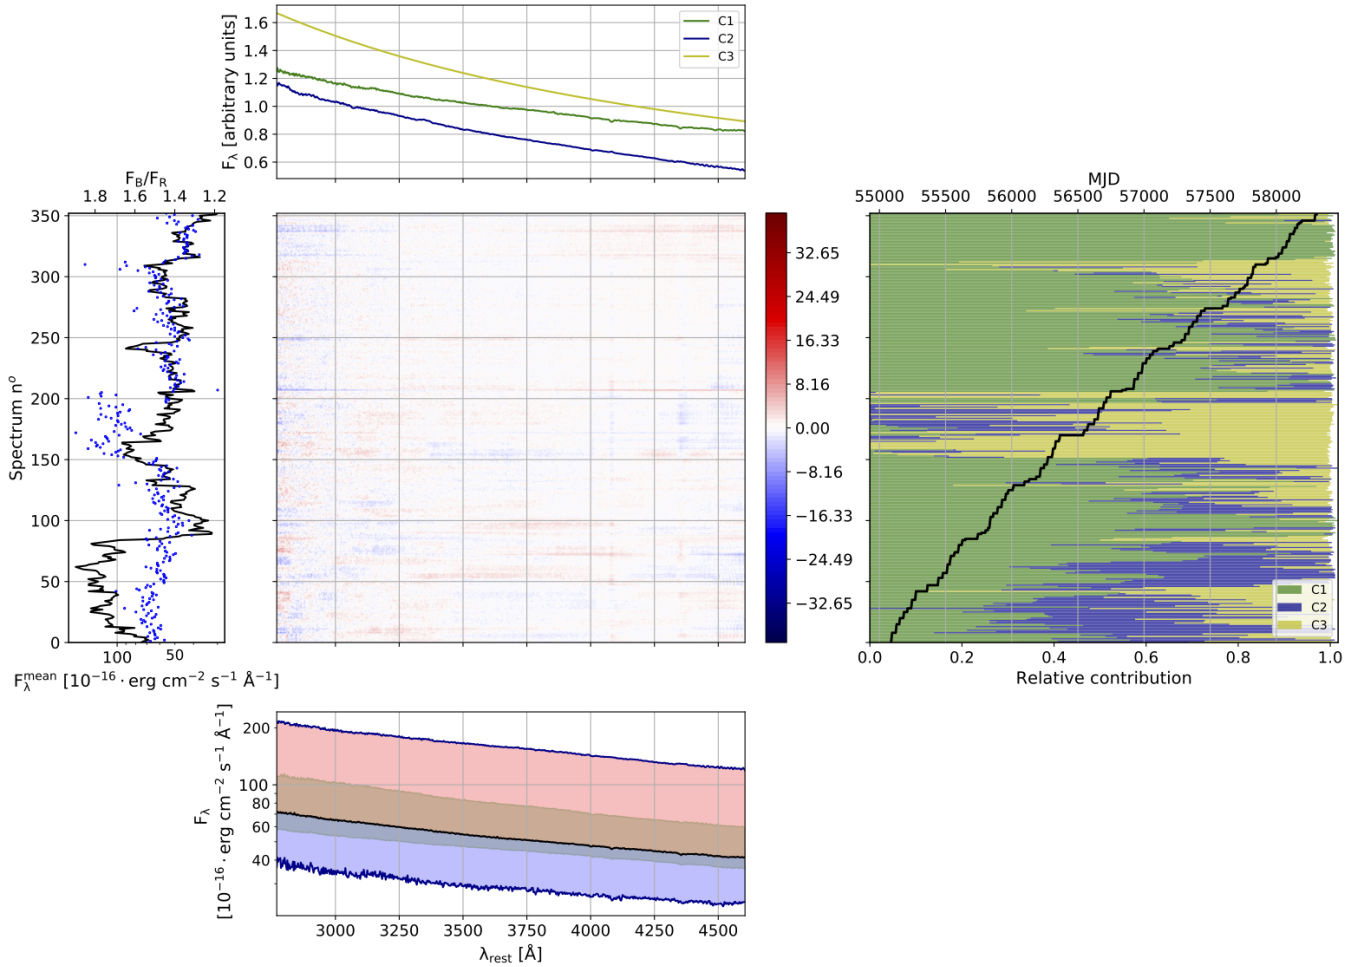 F_λ [arbitrary units]
1.6
1.4
1.2
1.0
0.8
0.6
C1
C2
C3
F_B/F_R
1.8 1.6 1.4 1.2
Spectrum nº
350
300
250
200
150
100
50
0
100 50
F_λ^mean [10⁻¹⁶ · erg cm⁻² s⁻¹ Å⁻¹]
32.65
24.49
16.33
8.16
0.00
−8.16
−16.33
−24.49
−32.65
MJD
55000 55500 56000 56500 57000 57500 58000
C1
C2
C3
0.0 0.2 0.4 0.6 0.8 1.0
Relative contribution
F_λ
[10⁻¹⁶ · erg cm⁻² s⁻¹ Å⁻¹]
200
100
80
60
40
3000 3250 3500 3750 4000 4250 4500
λ_rest [Å]